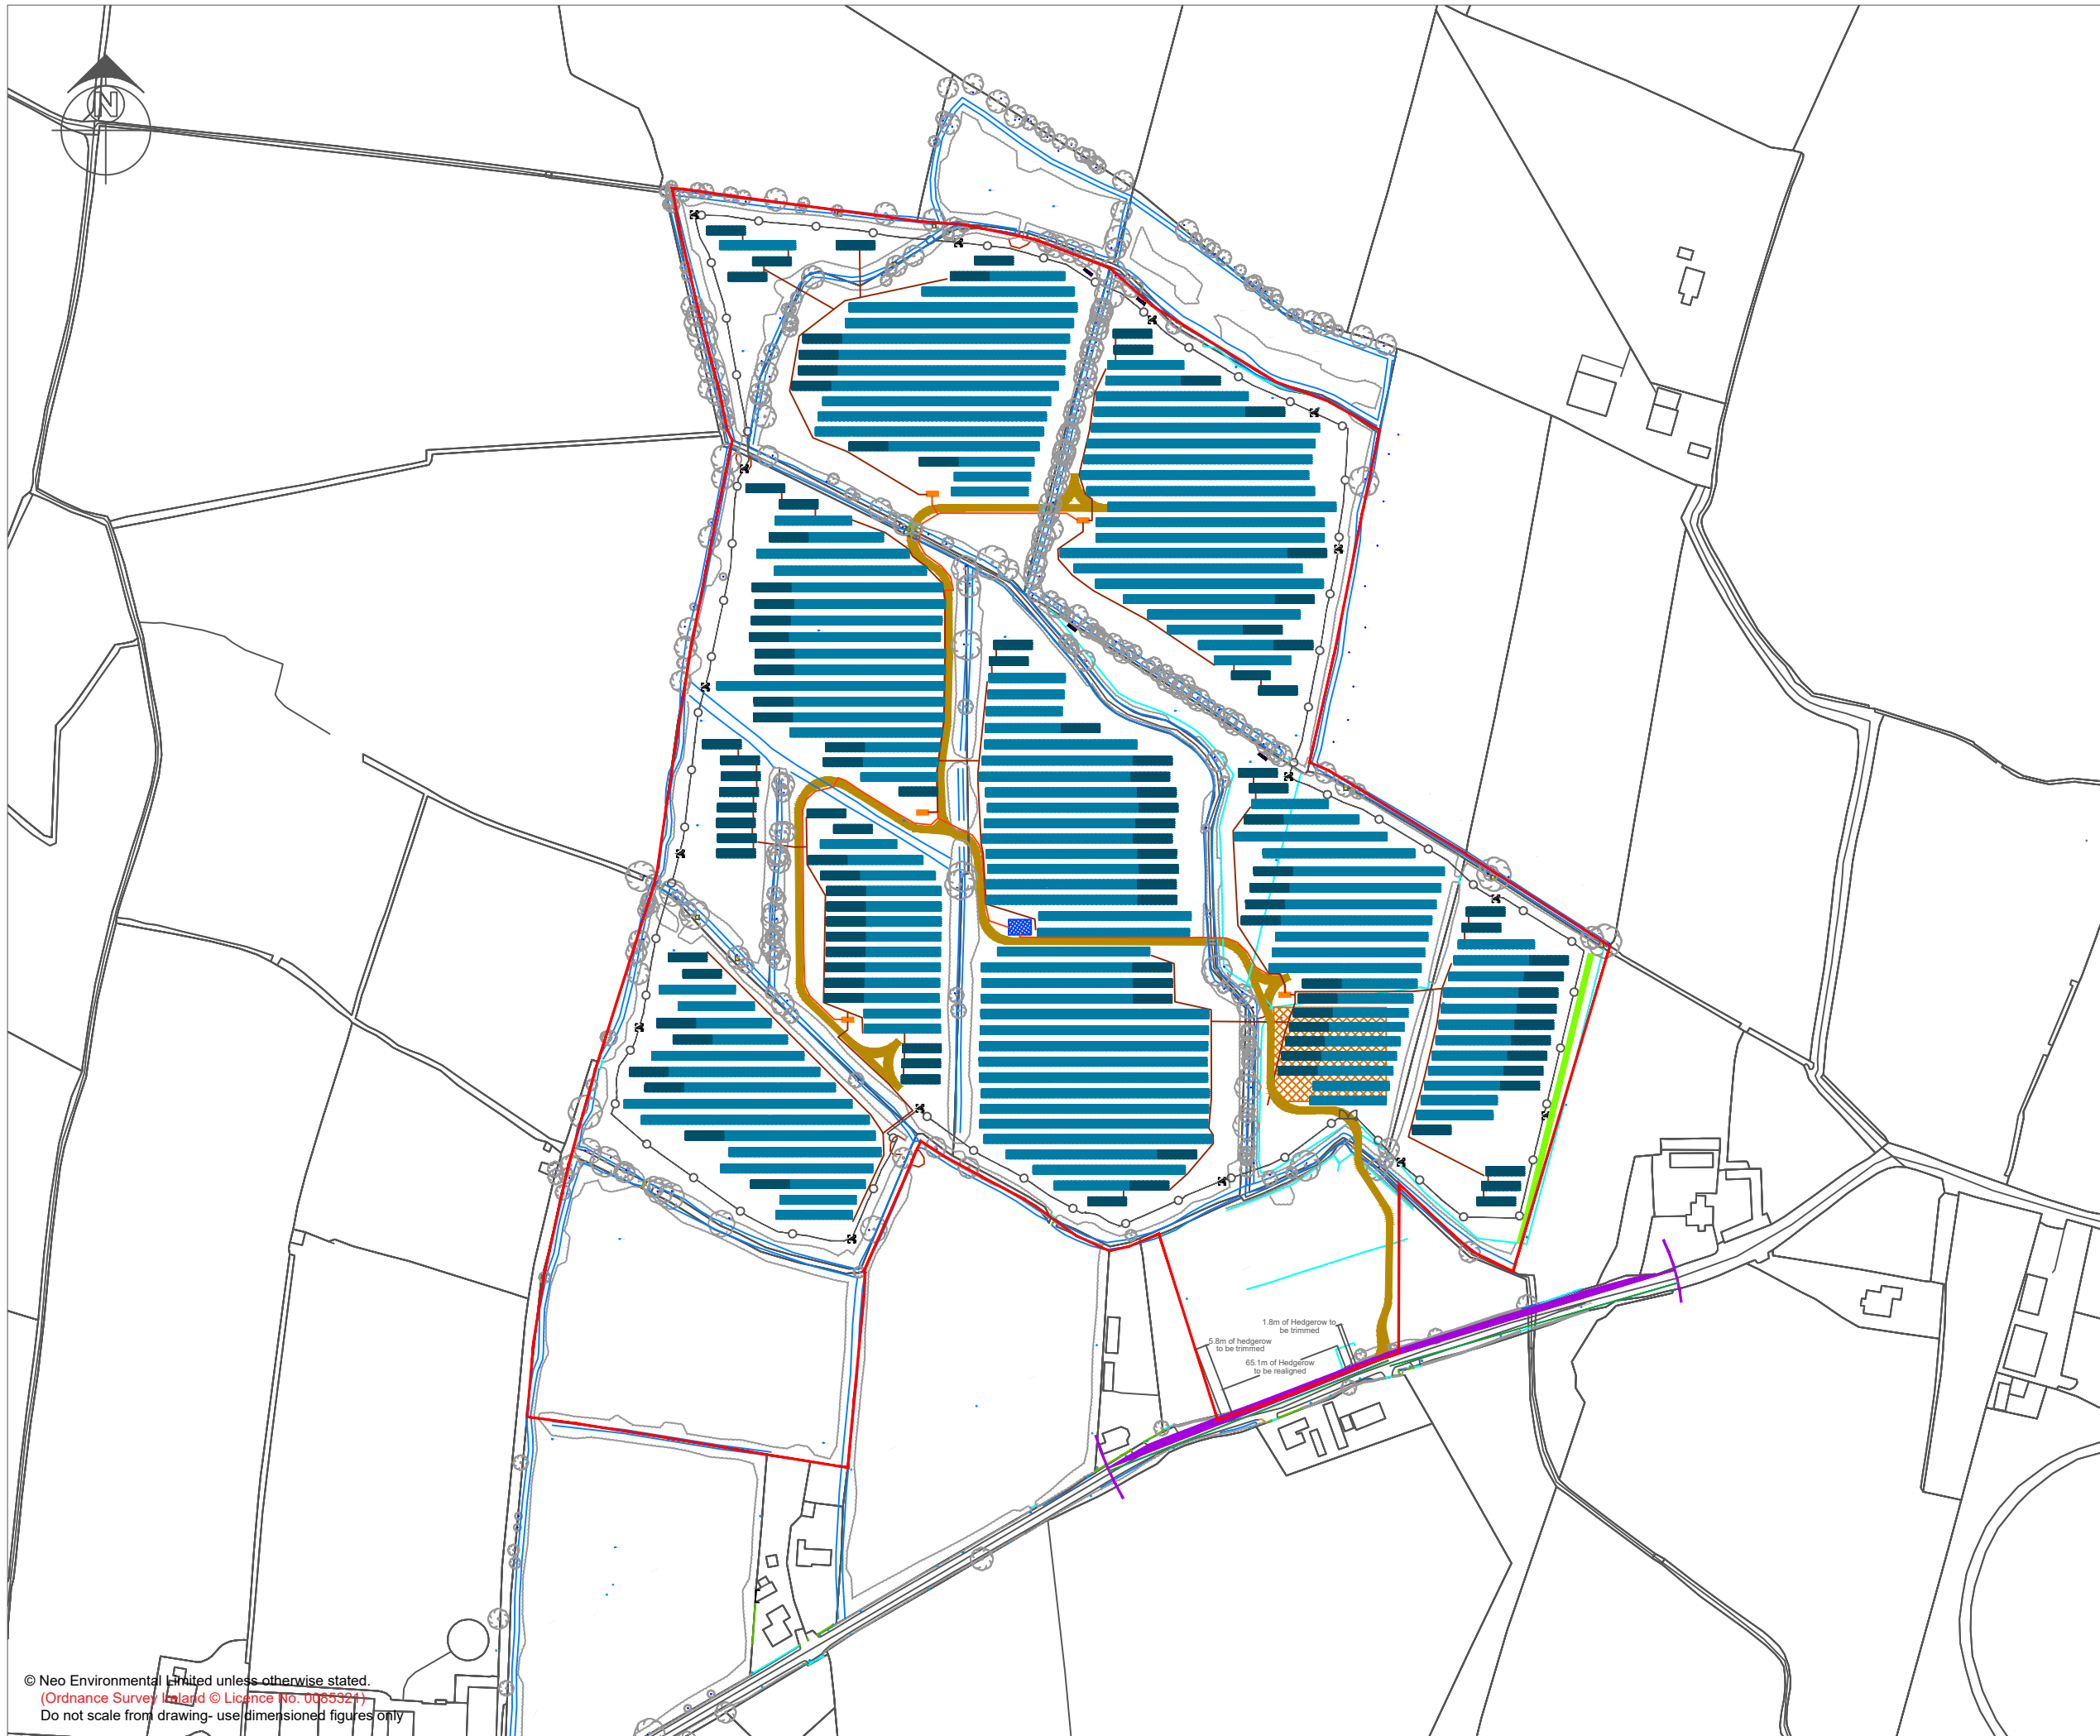 N
1.8m of Hedgerow to
be trimmed
5.8m of hedgerow
to be trimmed
65.1m of Hedgerow
to be realigned
© Neo Environmental Limited unless otherwise stated.
(Ordnance Survey Ireland © Licence No. 0085321)
Do not scale from drawing- use dimensioned figures only